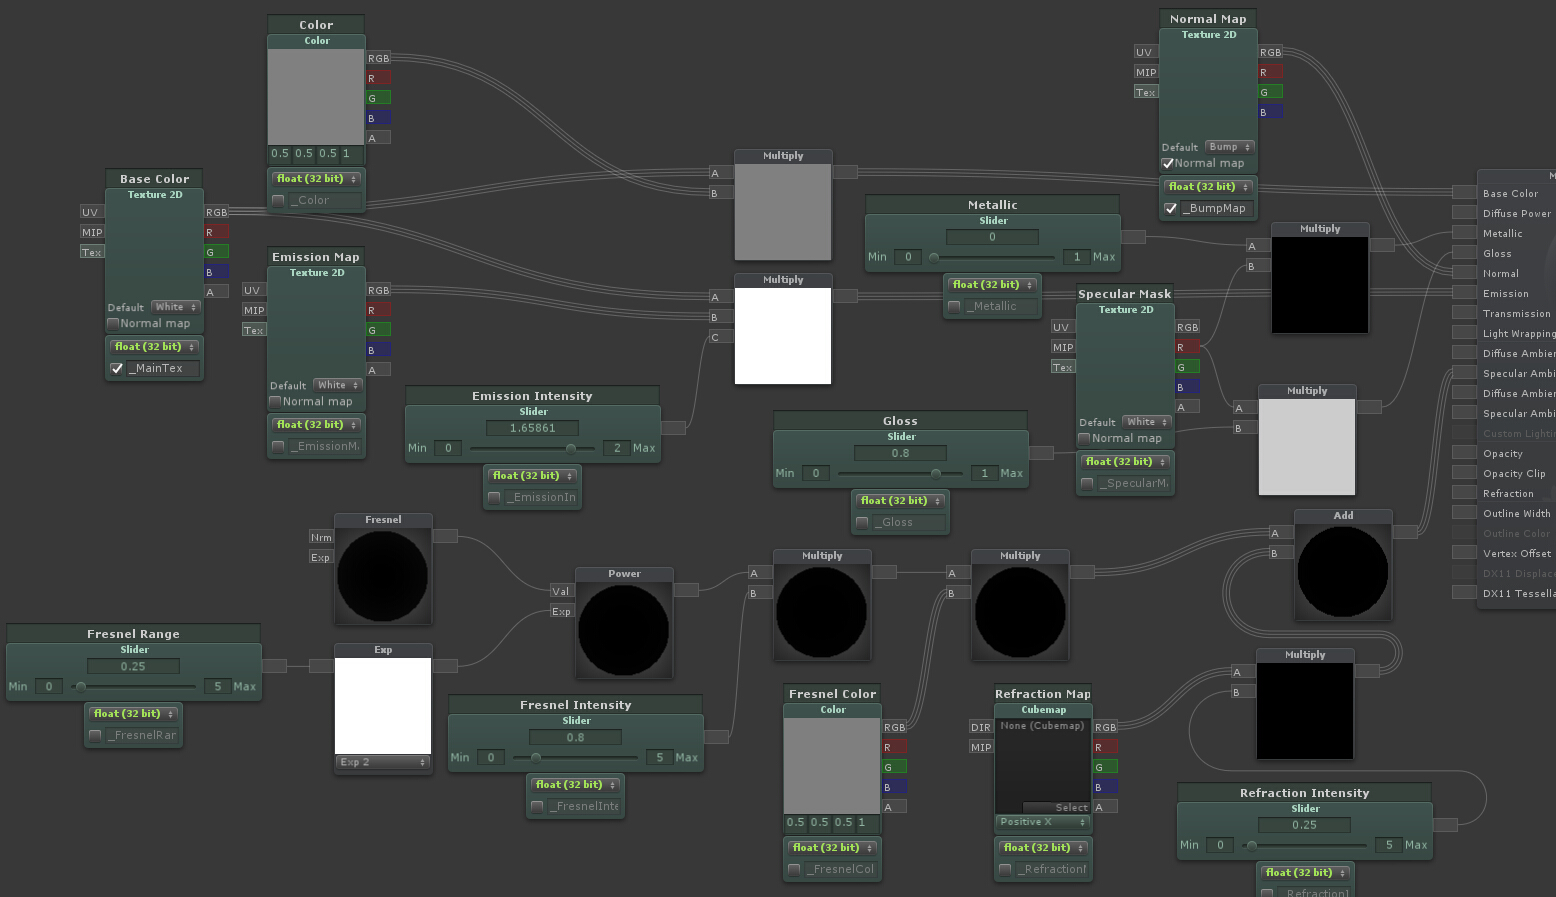 Color
Color
RGB
R
G
B
A
0.5 0.5 0.5 1
float (32 bit)
_Color
Base Color
Texture 2D
UV
MIP
Tex
RGB
R
G
B
A
Default White
Normal map
float (32 bit)
_MainTex
Emission Map
Texture 2D
UV
MIP
Tex
RGB
R
G
B
A
Default White
Normal map
float (32 bit)
_EmissionM
Multiply
A
B
Multiply
A
B
C
Emission Intensity
Slider
1.65861
Min 0 2 Max
float (32 bit)
_EmissionIn
Normal Map
Texture 2D
UV
MIP
Tex
RGB
R
G
B
Default Bump
Normal map
float (32 bit)
_BumpMap
Metallic
Slider
0
Min 0 1 Max
float (32 bit)
_Metallic
Specular Mask
Texture 2D
UV
MIP
Tex
RGB
R
G
B
A
Default White
Normal map
float (32 bit)
_SpecularM
Multiply
A
B
Multiply
A
B
Gloss
Slider
0.8
Min 0 1 Max
float (32 bit)
_Gloss
M
Base Color
Diffuse Power
Metallic
Gloss
Normal
Emission
Transmission
Light Wrapping
Diffuse Ambien
Specular Ambi
Diffuse Ambien
Specular Ambi
Custom Lightin
Opacity
Opacity Clip
Refraction
Outline Width
Outline Color
Vertex Offset
DX11 Displace
DX11 Tessella
Fresnel
Nrm
Exp
Fresnel Range
Slider
0.25
Min 0 5 Max
float (32 bit)
_FresnelRan
Exp
Exp 2
Power
Val
Exp
Fresnel Intensity
Slider
0.8
Min 0 5 Max
float (32 bit)
_FresnelInte
Multiply
A
B
Multiply
A
B
Fresnel Color
Color
RGB
R
G
B
A
0.5 0.5 0.5 1
float (32 bit)
_FresnelCol
Refraction Map
Cubemap
None (Cubemap)
DIR
MIP
RGB
R
G
B
A
Select
Positive X
float (32 bit)
_Refraction
Add
A
B
Multiply
A
B
Refraction Intensity
Slider
0.25
Min 0 5 Max
float (32 bit)
_RefractionI